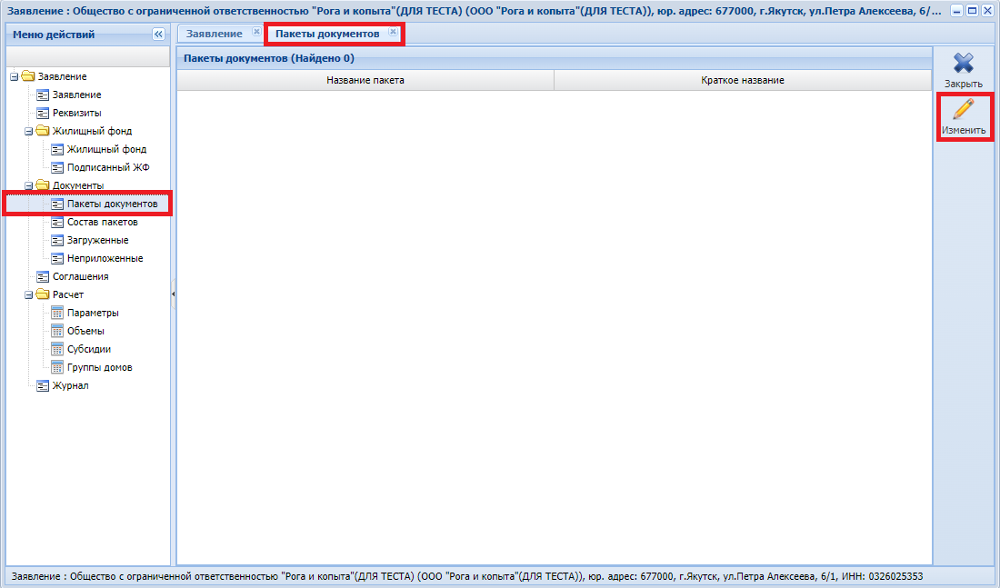 Заявление : Общество с ограниченной ответственностью "Рога и копыта"(ДЛЯ ТЕСТА) (ООО "Рога и копыта"(ДЛЯ ТЕСТА)), юр. адрес: 677000, г.Якутск, ул.Петра Алексеева, 6/...
Меню действий
Заявление
Пакеты документов
Пакеты документов (Найдено 0)
Название пакета
Краткое название
Закрыть
Изменить
Заявление
Заявление
Реквизиты
Жилищный фонд
Жилищный фонд
Подписанный ЖФ
Документы
Пакеты документов
Состав пакетов
Загруженные
Неприложенные
Соглашения
Расчет
Параметры
Объемы
Субсидии
Группы домов
Журнал
Заявление : Общество с ограниченной ответственностью "Рога и копыта"(ДЛЯ ТЕСТА) (ООО "Рога и копыта"(ДЛЯ ТЕСТА)), юр. адрес: 677000, г.Якутск, ул.Петра Алексеева, 6/1, ИНН: 0326025353